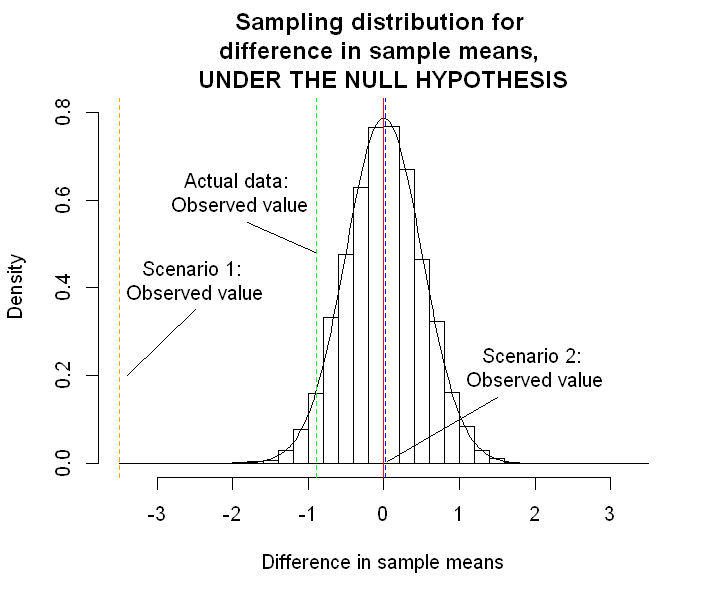 Sampling distribution for
difference in sample means,
UNDER THE NULL HYPOTHESIS
0.8
0.6
0.4
0.2
0.0
Density
Actual data:
Observed value
Scenario 1:
Observed value
Scenario 2:
Observed value
-3 -2 -1 0 1 2 3
Difference in sample means